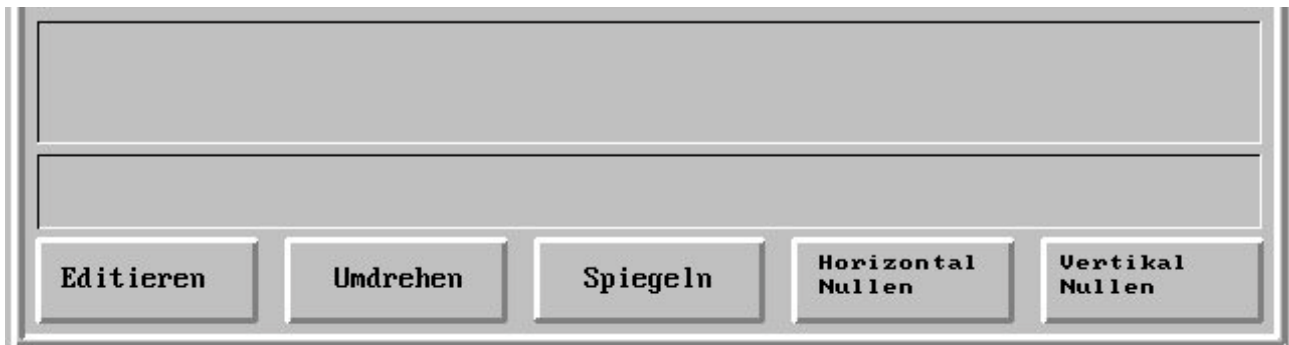 Editieren
Umdrehen
Spiegeln
Horizontal
Nullen
Vertikal
Nullen